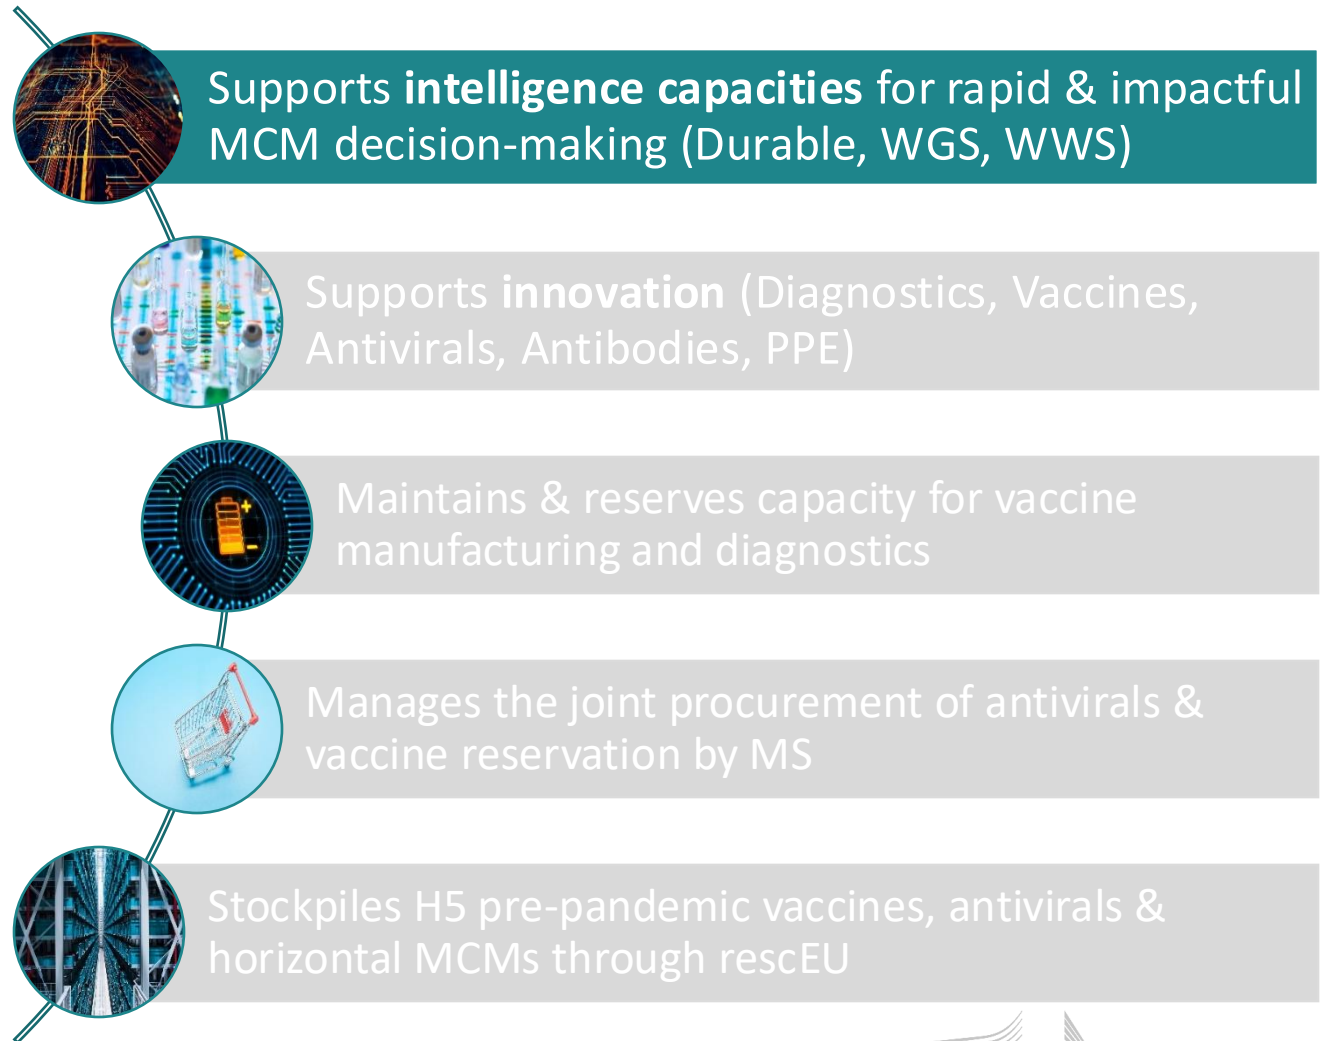 Supports intelligence capacities for rapid & impactful
MCM decision-making (Durable, WGS, WWS)
Supports innovation (Diagnostics, Vaccines,
Antivirals, Antibodies, PPE)
Maintains & reserves capacity for vaccine
manufacturing and diagnostics
Manages the joint procurement of antivirals &
vaccine reservation by MS
Stockpiles H5 pre-pandemic vaccines, antivirals &
horizontal MCMs through rescEU